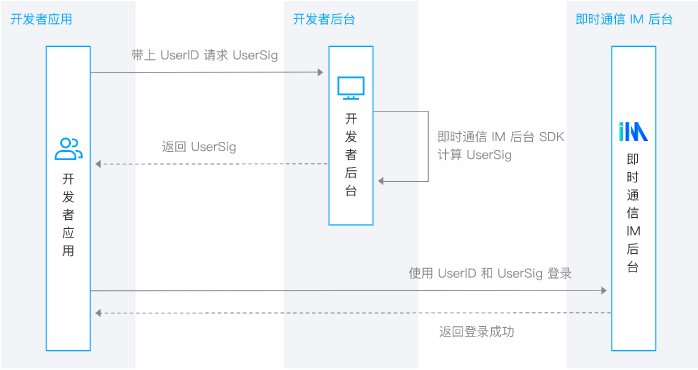 开发者应用
开发者后台
即时通信 IM 后台
带上 UserID 请求 UserSig
开发者后台
即时通信 IM 后台 SDK
计算 UserSig
返回 UserSig
开发者应用
iM
即时通信IM后台
使用 UserID 和 UserSig 登录
返回登录成功